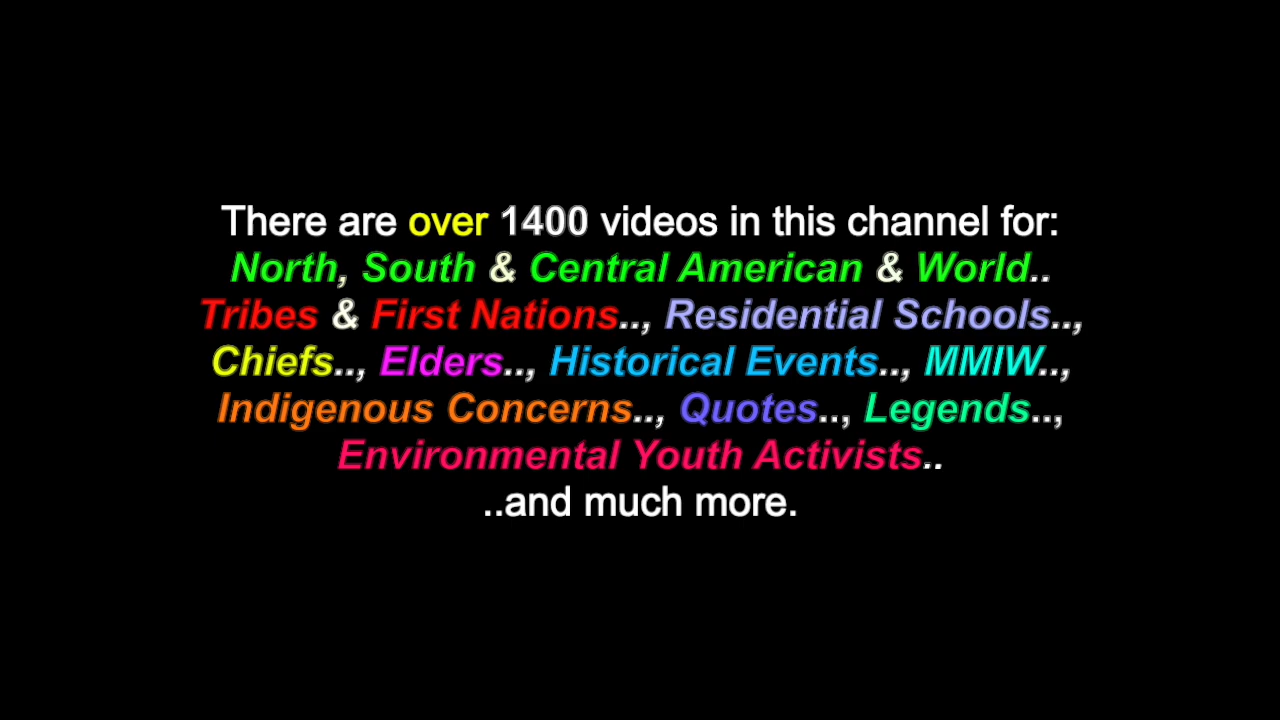 There are over 1400 videos in this channel for:
North, South & Central American & World..
Tribes & First Nations.., Residential Schools..,
Chiefs.., Elders.., Historical Events.., MMIW..,
Indigenous Concerns.., Quotes.., Legends..,
Environmental Youth Activists..
..and much more.